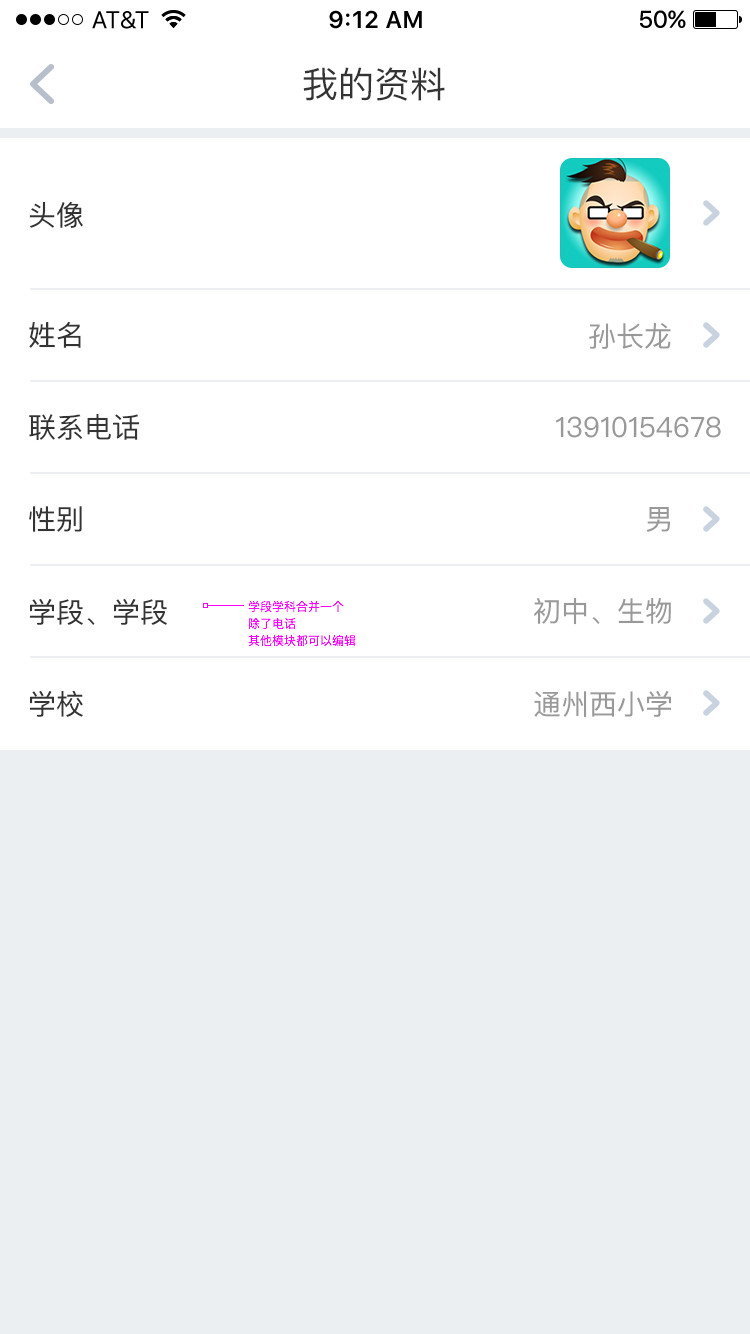 AT&T 9:12 AM 50%
我的资料
头像
姓名 孙长龙
联系电话 13910154678
性别 男
学段、学段 初中、生物
学段学科合并一个
除了电话
其他模块都可以编辑
学校 通州西小学